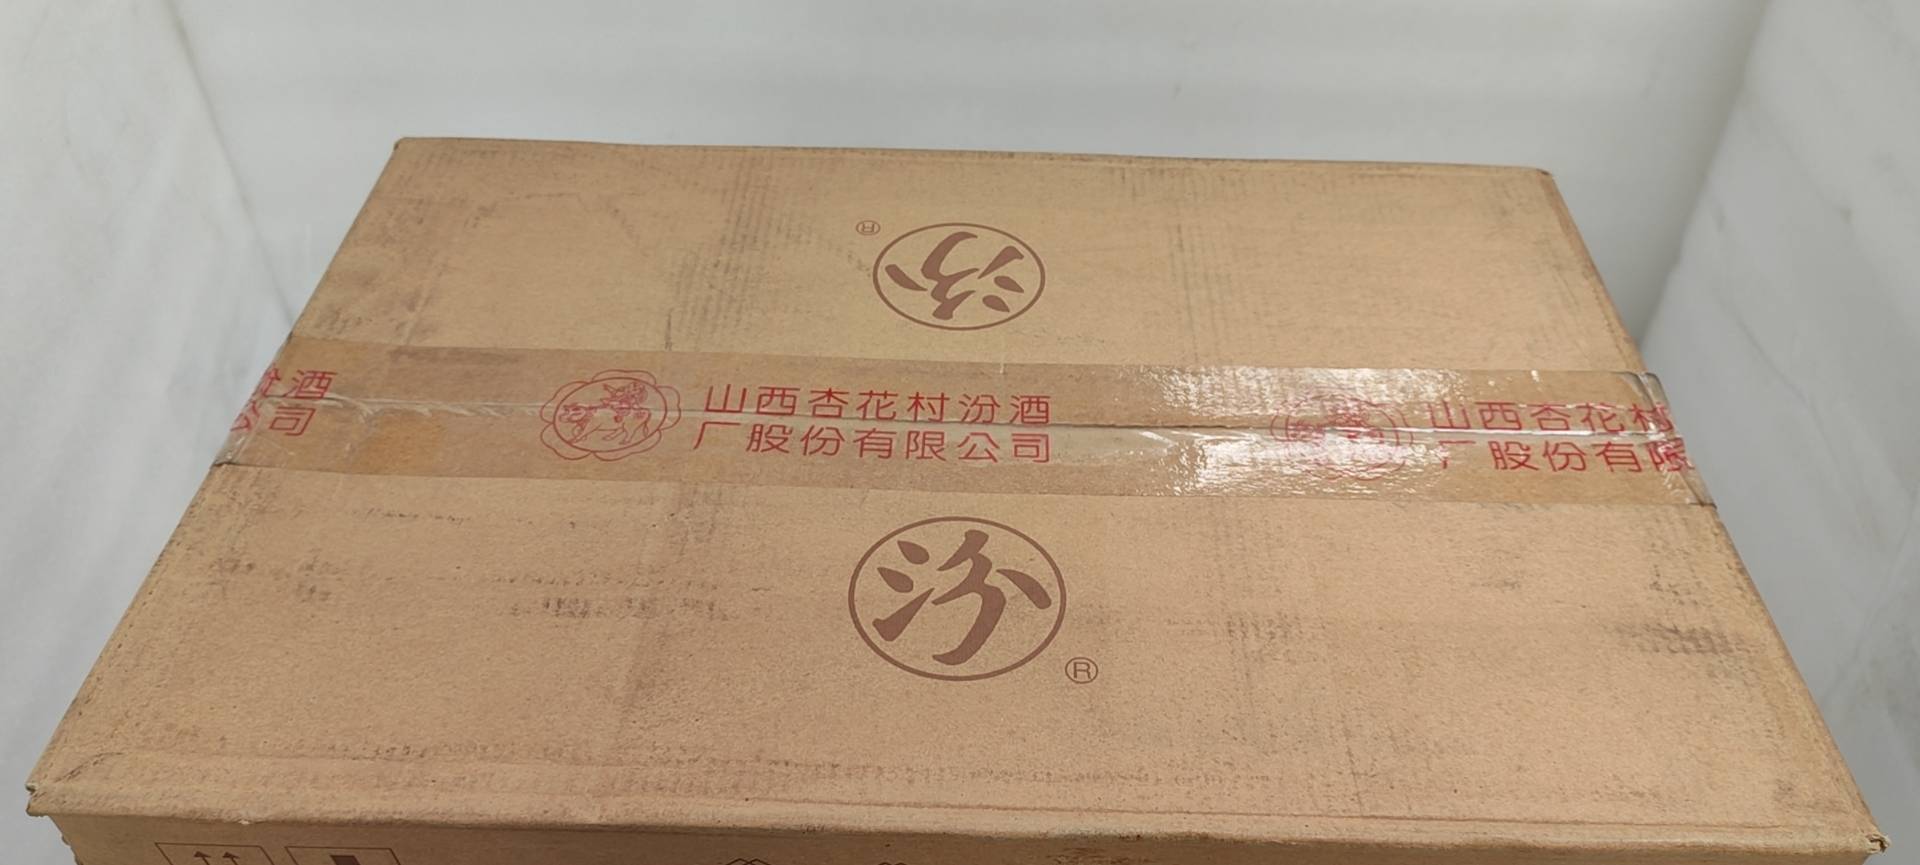 汾
®
份酒
公司
山西杏花村汾酒
厂股份有限公司
山西杏花村
厂股份有限
汾
®